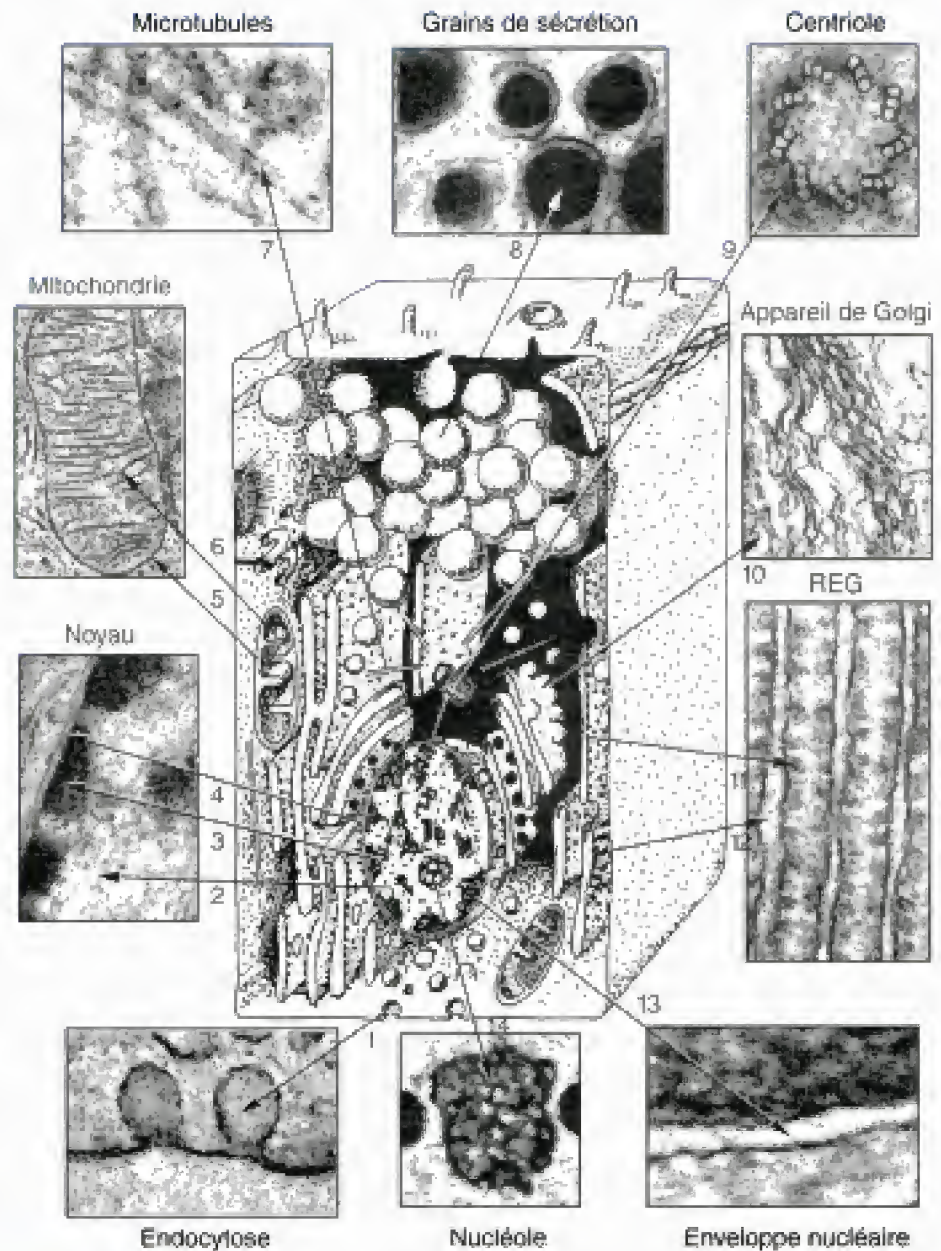 Microtubules
Grains de sécrétion
Centriole
7
8
9
Mitochondrie
Appareil de Golgi
6
5
10
REG
Noyau
4
3
2
11
12
13
1
14
Endocytose
Nucléole
Enveloppe nucléaire